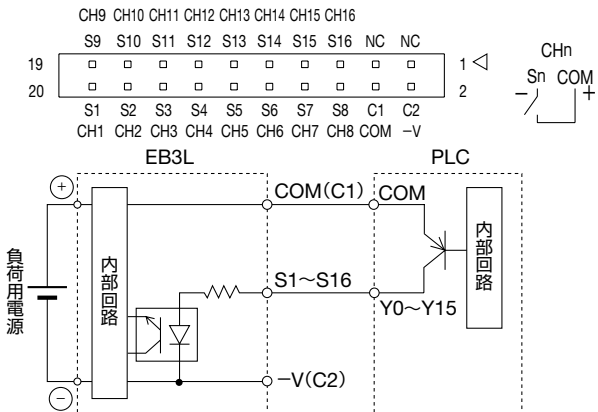 CH9 CH10 CH11 CH12 CH13 CH14 CH15 CH16
S9 S10 S11 S12 S13 S14 S15 S16 NC NC
19 1
20 2
S1 S2 S3 S4 S5 S6 S7 S8 C1 C2
CH1 CH2 CH3 CH4 CH5 CH6 CH7 CH8 COM −V
CHn
Sn COM
− +
EB3L PLC
+
COM(C1) COM
負荷用電源
内部回路
S1～S16
Y0～Y15
内部回路
−V(C2)
−